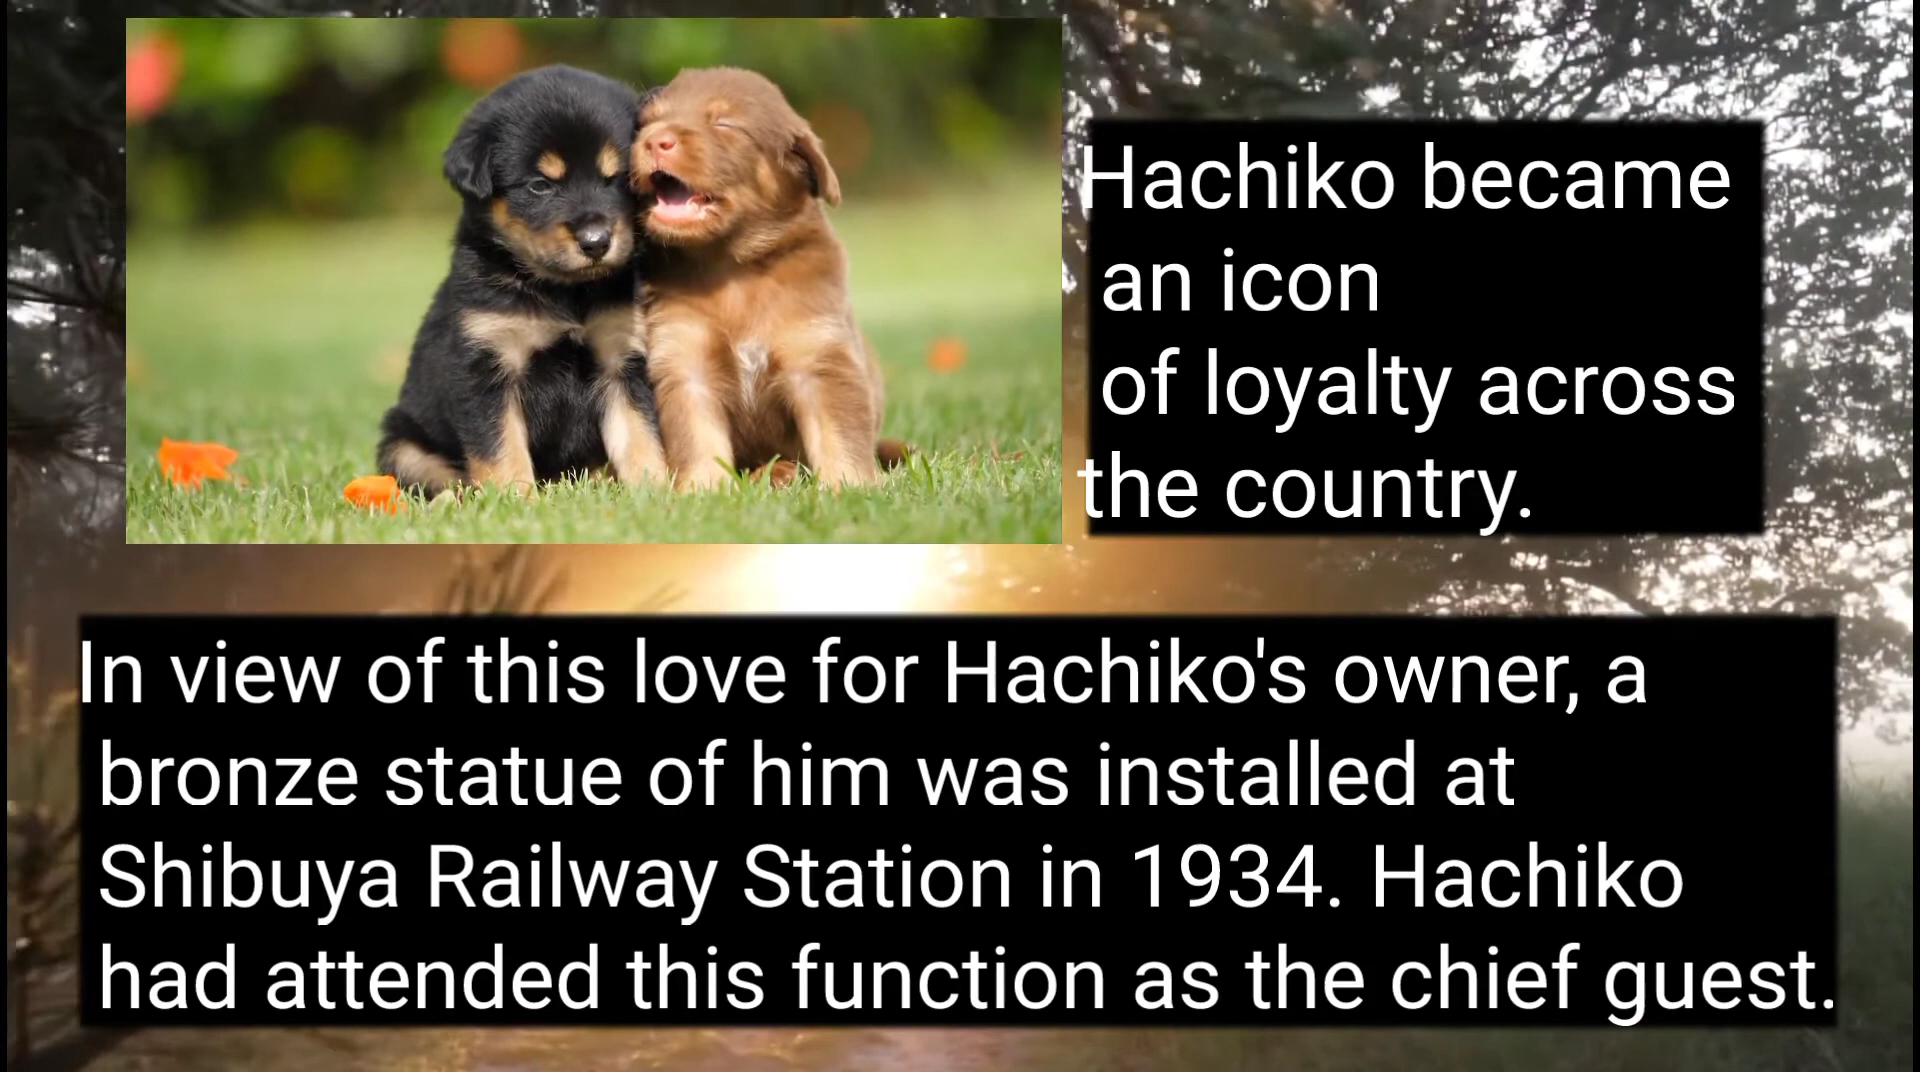 Hachiko became
an icon
of loyalty across
the country.
In view of this love for Hachiko's owner, a
bronze statue of him was installed at
Shibuya Railway Station in 1934. Hachiko
had attended this function as the chief guest.